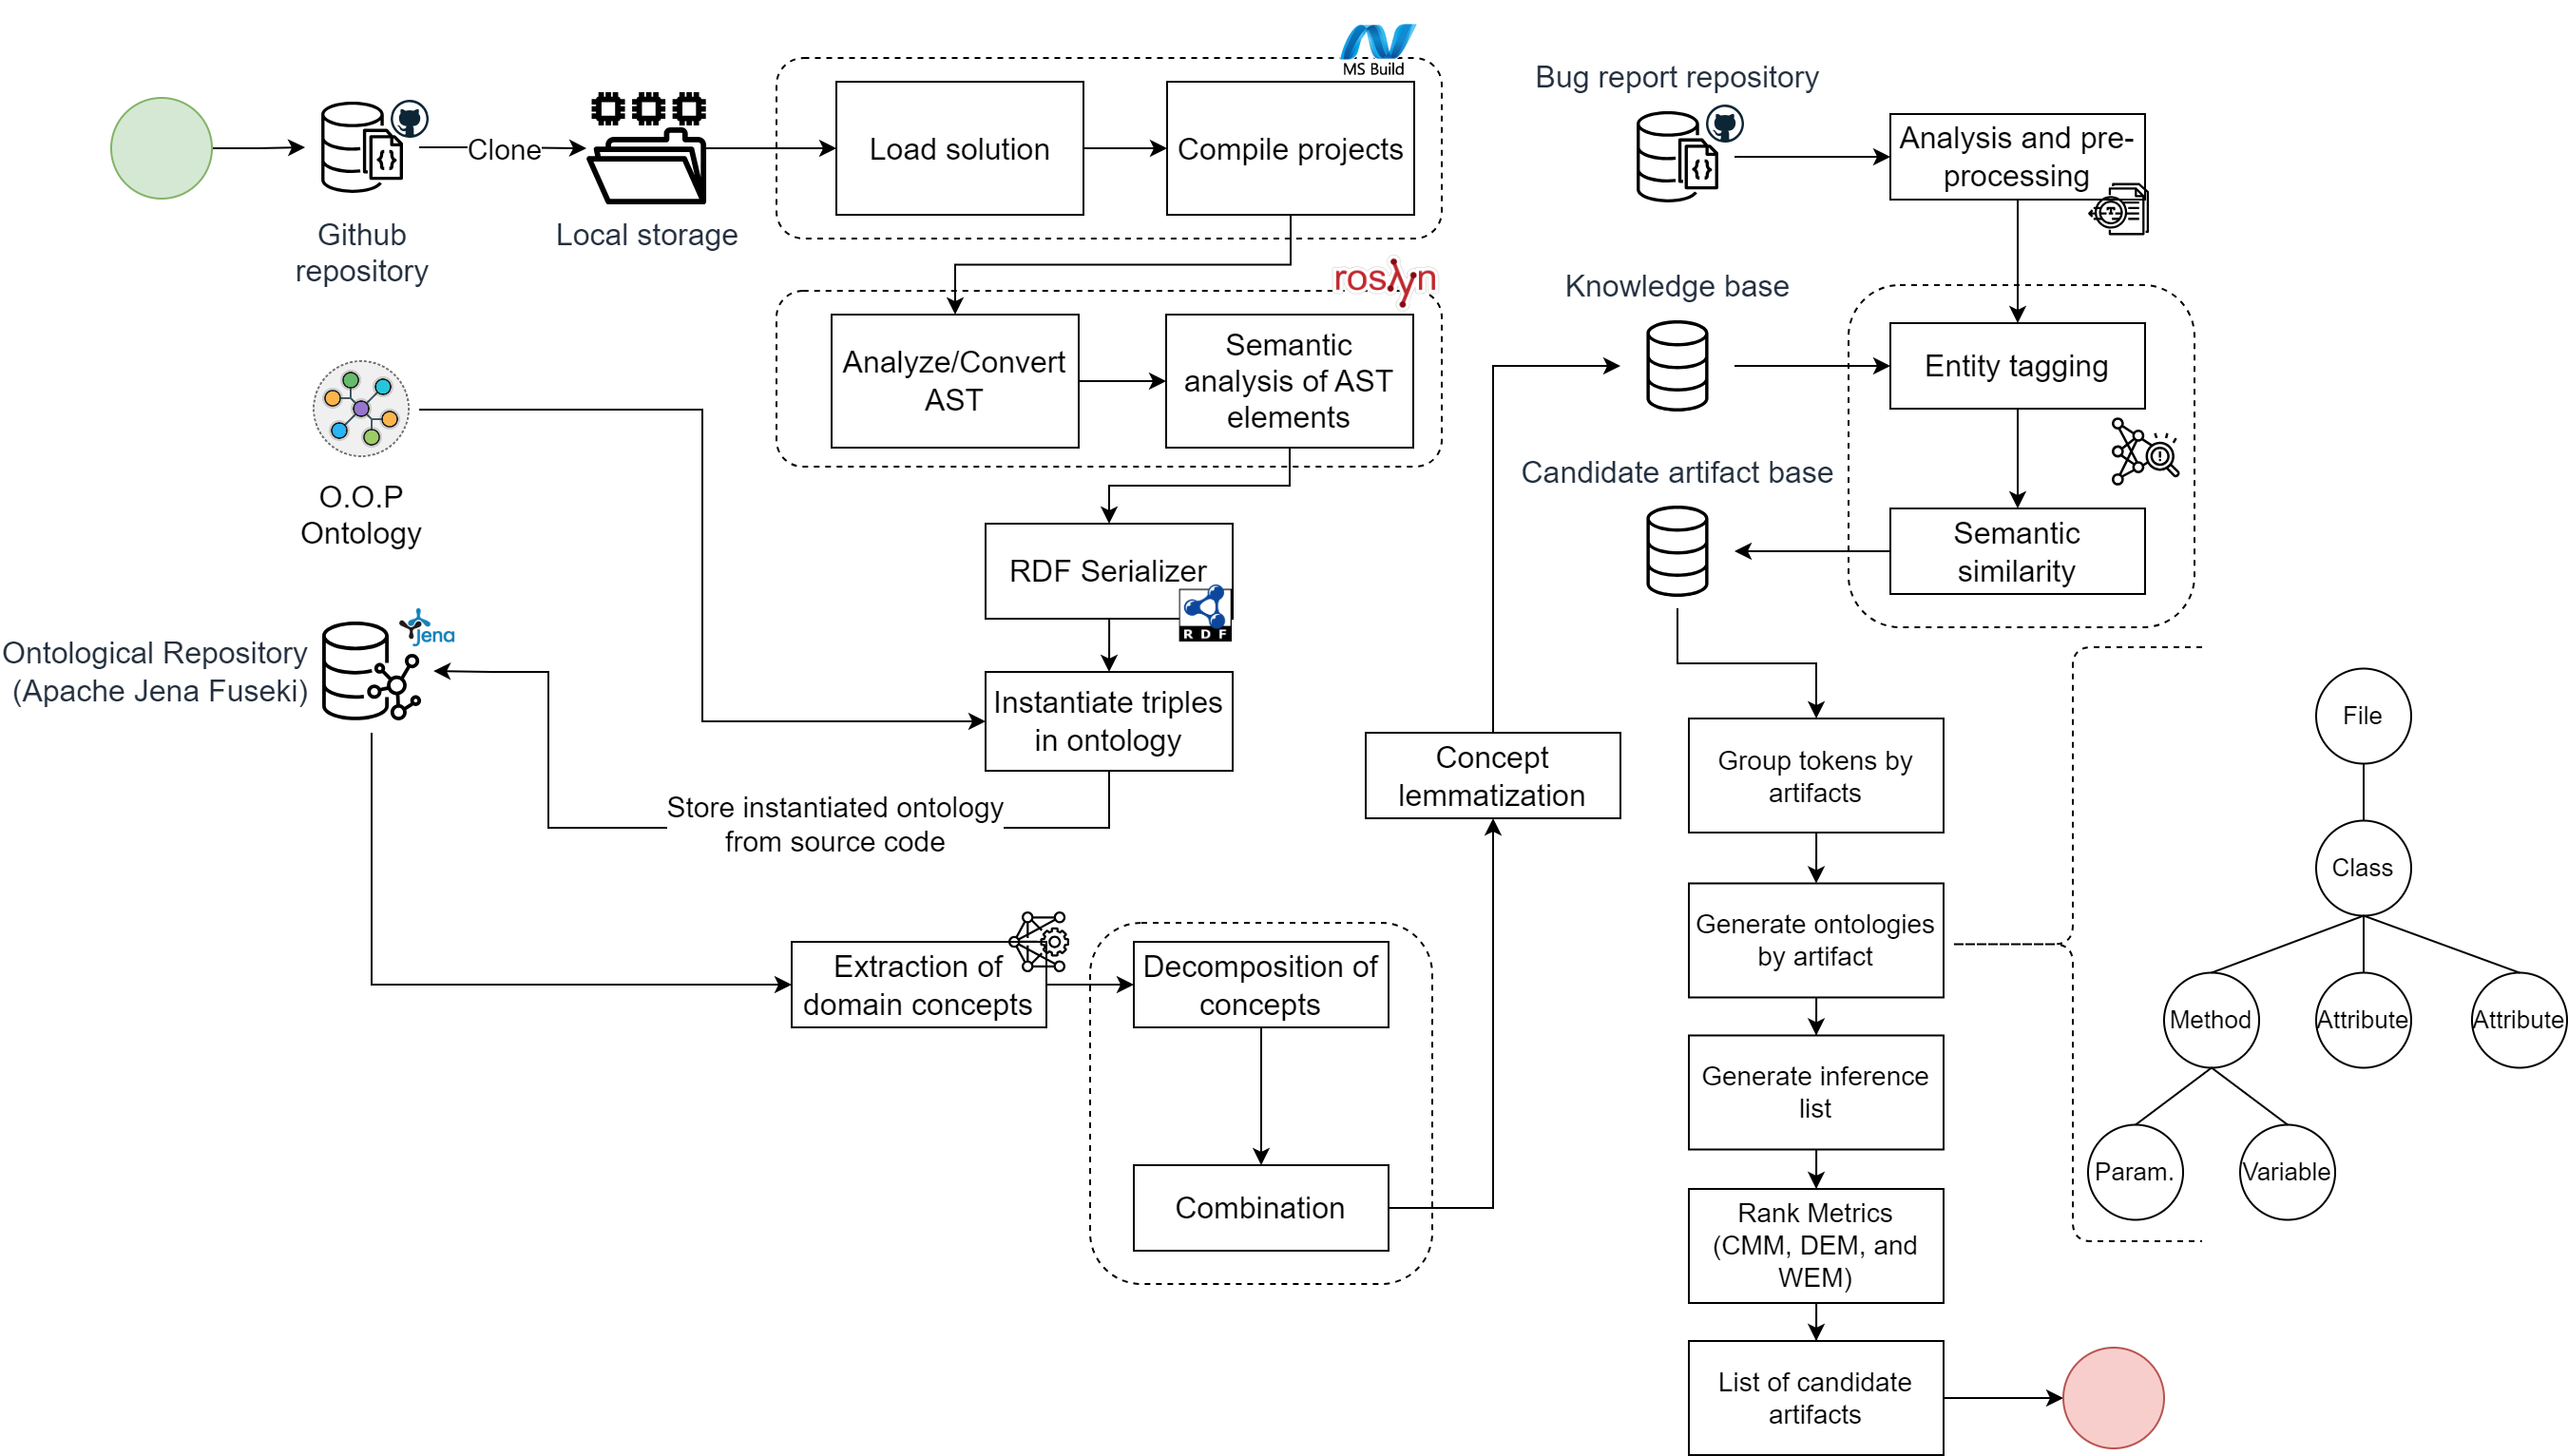 MS Build
Load solution
Compile projects
Clone
Github
repository
Local storage
roslyn
Analyze/Convert
AST
Semantic
analysis of AST
elements
O.O.P
Ontology
RDF Serializer
RDF
Jena
Ontological Repository
(Apache Jena Fuseki)
Instantiate triples
in ontology
Store instantiated ontology
from source code
Extraction of
domain concepts
Decomposition of
concepts
Combination
Concept
lemmatization
Bug report repository
Analysis and pre-
processing
T
Knowledge base
Entity tagging
Candidate artifact base
Semantic
similarity
Group tokens by
artifacts
Generate ontologies
by artifact
Generate inference
list
Rank Metrics
(CMM, DEM, and
WEM)
List of candidate
artifacts
File
Class
Method
Attribute
Attribute
Param.
Variable